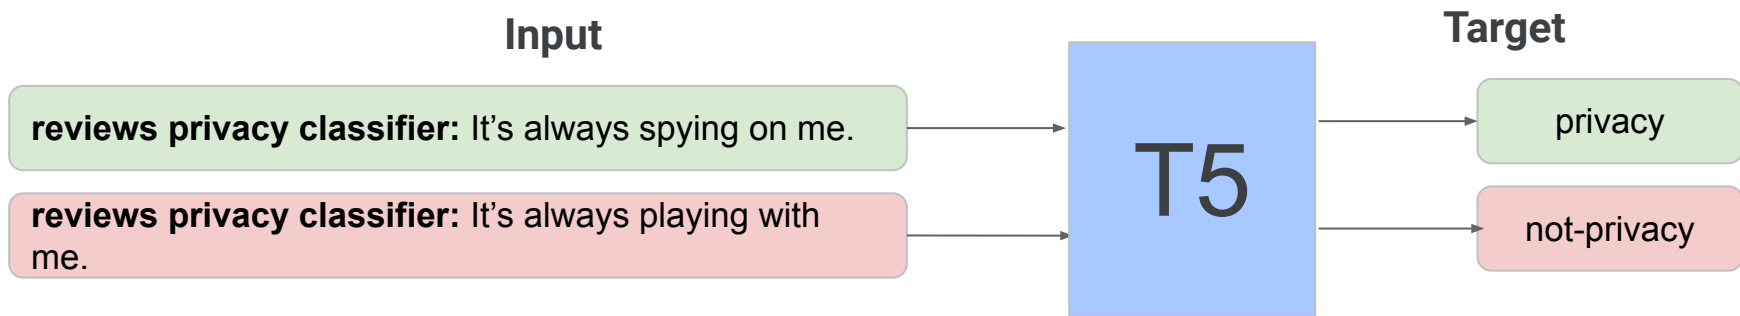 Input
Target
reviews privacy classifier: It’s always spying on me.
T5
privacy
reviews privacy classifier: It’s always playing with
me.
not-privacy